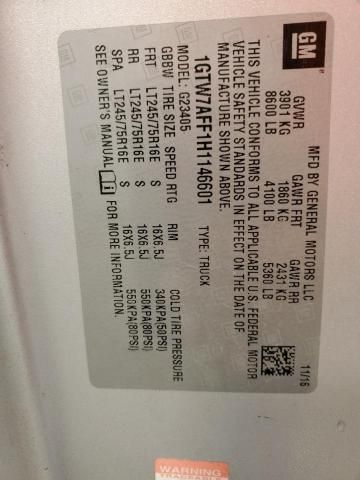 GM
MFD BY GENERAL MOTORS LLC 11/16
GVWR GAWR FRT GAWR RR
3901 KG 1860 KG 2431 KG
8600 LB 4100 LB 5360 LB
THIS VEHICLE CONFORMS TO ALL APPLICABLE U.S. FEDERAL MOTOR
VEHICLE SAFETY STANDARDS IN EFFECT ON THE DATE OF
MANUFACTURE SHOWN ABOVE.
1GTW7AFF1H1146601 TYPE: TRUCK
MODEL: G23405
GBBW TIRE SIZE SPEED RTG RIM COLD TIRE PRESSURE
FRT LT245/75R16E S 16X6.5J 340KPA(50PSI)
RR LT245/75R16E S 16X6.5J 550KPA(80PSI)
SPA LT245/75R16E S 16X6.5J 550KPA(80PSI)
SEE OWNER'S MANUAL i FOR MORE INFORMATION.
WARNING
TRACEABLE